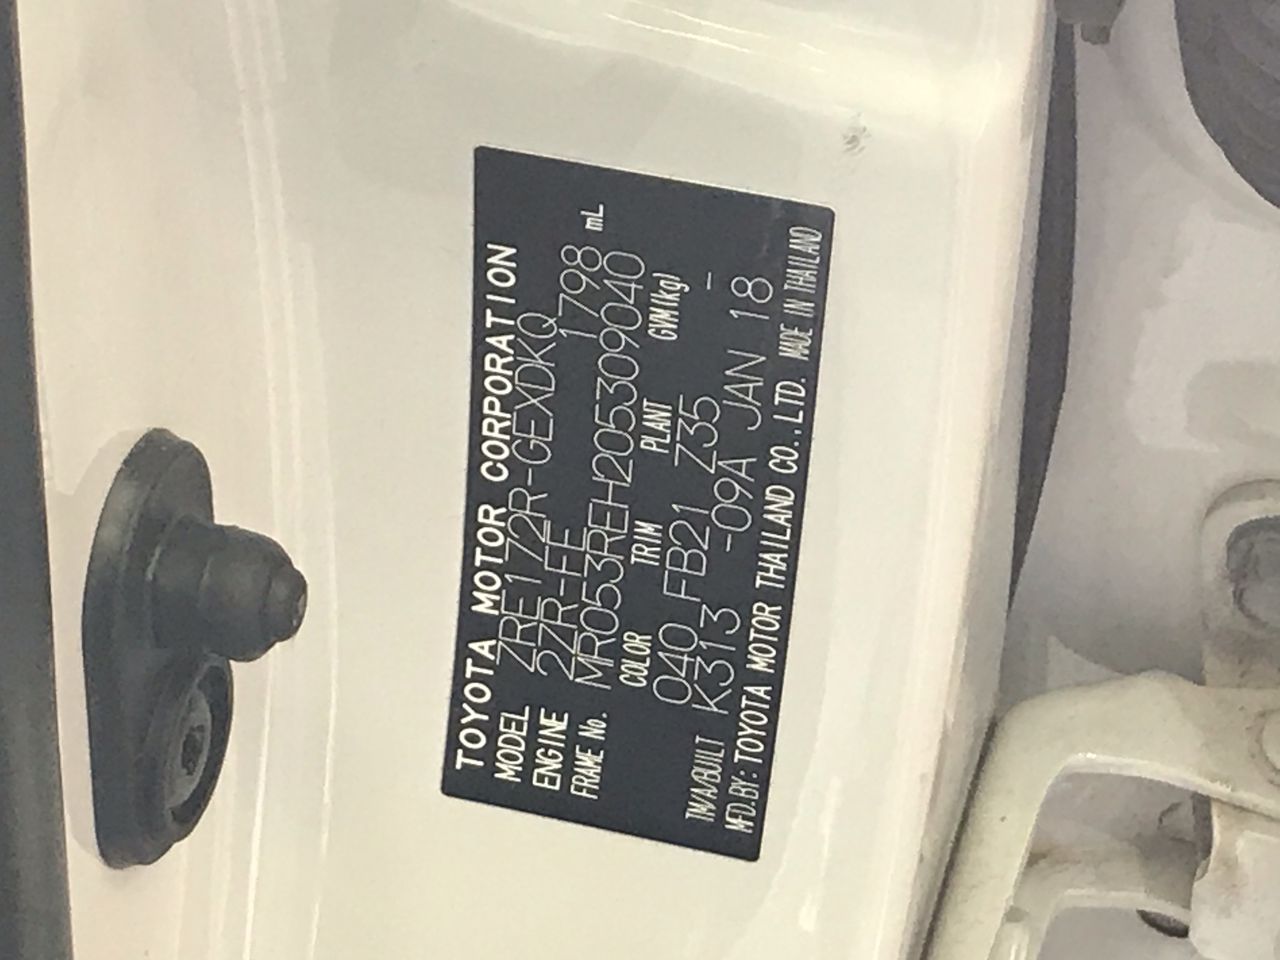 TOYOTA MOTOR CORPORATION
MODEL ZRE172R-GEXDKQ
ENGINE 2ZR-FE 1798 mL
FRAME No. MR053REH205309040
COLOR TRIM PLANT GVM(kg)
040 FB21 Z35 -
TM/A/BUILT K313 -09A JAN 18
MFD.BY: TOYOTA MOTOR THAILAND CO.,LTD. MADE IN THAILAND